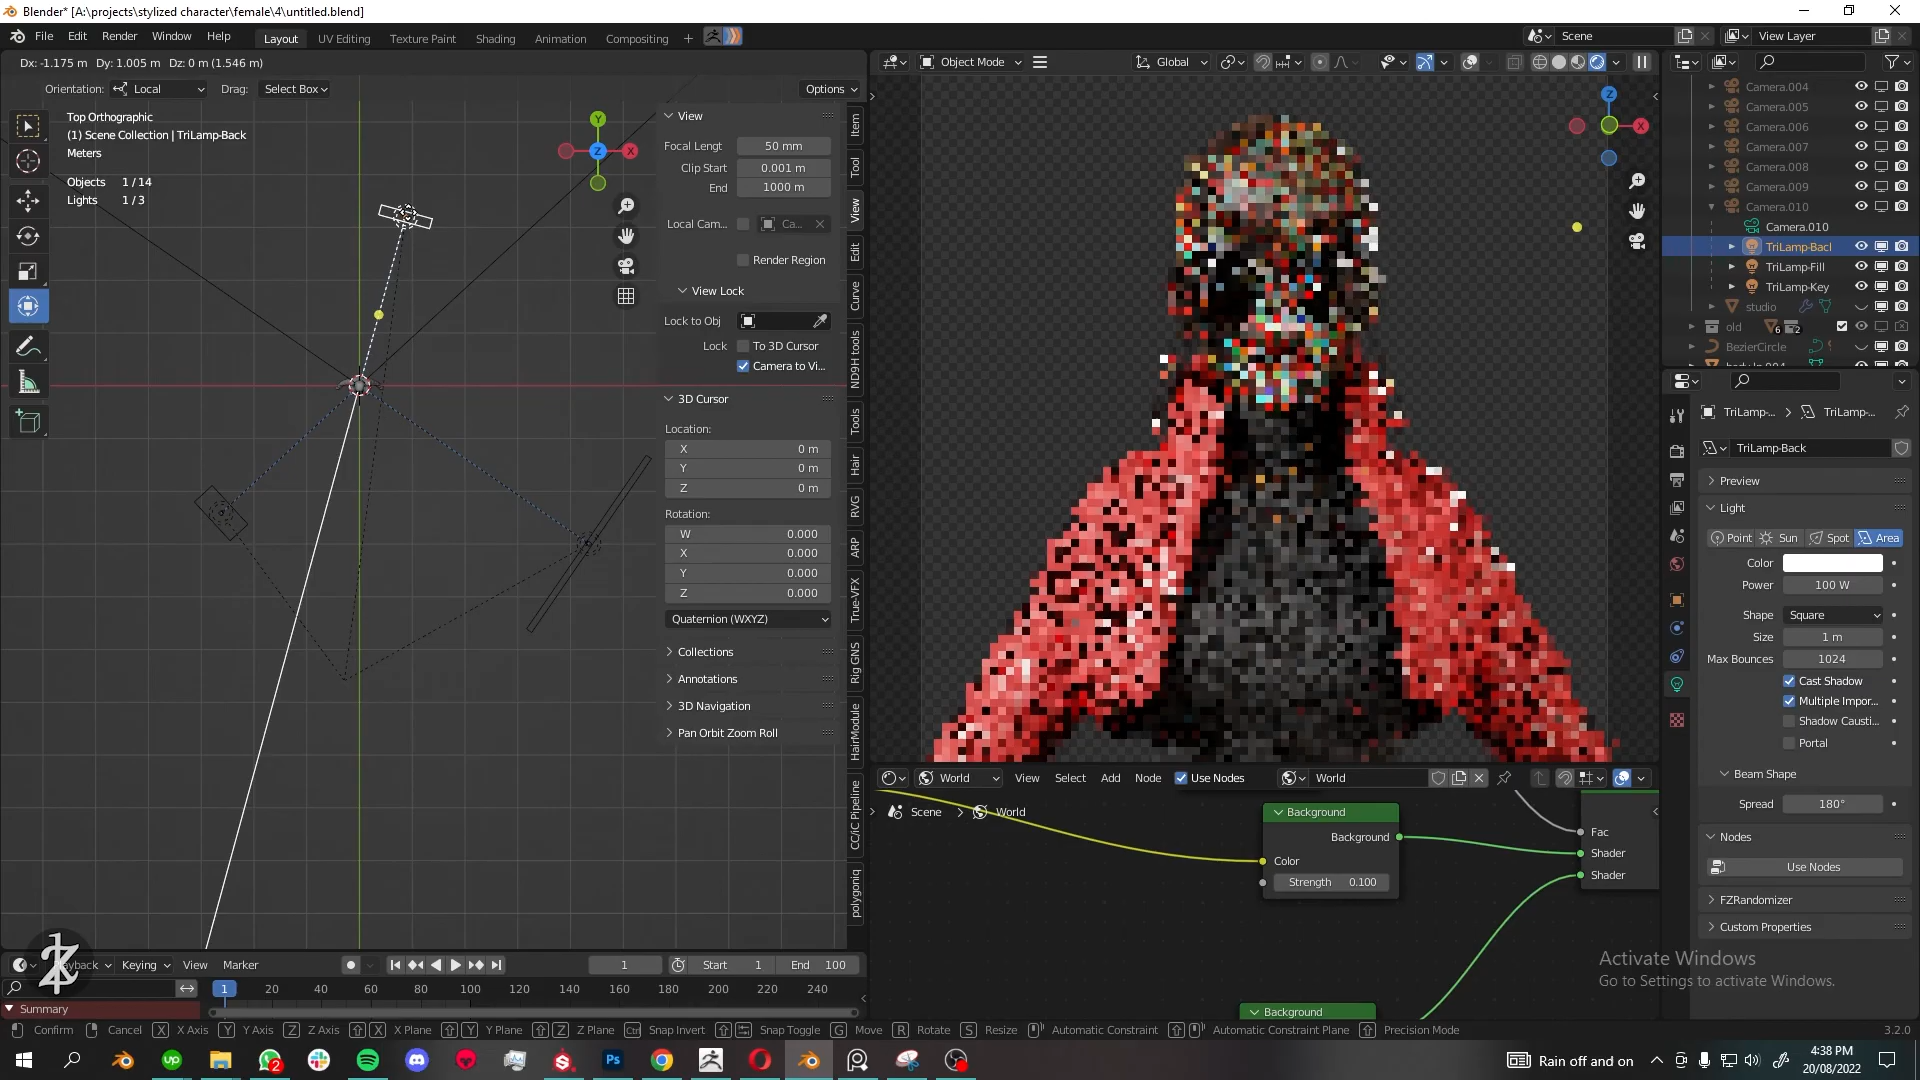 Blender* [A:\projects\stylized character\female\4\untitled.blend]
File Edit Render Window Help
Layout UV Editing Texture Paint Shading Animation Compositing
Scene
View Layer
Dx: -1.175 m Dy: 1.005 m Dz: 0 m (1.546 m)
Object Mode
Global
Orientation: Local Drag: Select Box
Options
Top Orthographic
(1) Scene Collection | TriLamp-Back
Meters
Objects 1 / 14
Lights 1 / 3
View
Focal Lengt 50 mm
Clip Start 0.001 m
End 1000 m
Local Cam... Ca...
Render Region
View Lock
Lock to Obj
Lock To 3D Cursor
Camera to Vi...
3D Cursor
Location:
X 0 m
Y 0 m
Z 0 m
Rotation:
W 0.000
X 0.000
Y 0.000
Z 0.000
Quaternion (WXYZ)
Collections
Annotations
3D Navigation
Pan Orbit Zoom Roll
Item
Tool
View
Edit
Curve
ND9H tools
Tools
Hair
RVG
ARP
True-VFX
Rig GNS
HairModule
CC/iC Pipeline
polygoniq
Y
X
Z
Z
X
Camera.004
Camera.005
Camera.006
Camera.007
Camera.008
Camera.009
Camera.010
Camera.010
TriLamp-Bacl
TriLamp-Fill
TriLamp-Key
studio
old 6 2
BezierCircle
TriLamp-... TriLamp-...
TriLamp-Back
Preview
Light
Point Sun Spot Area
Color
Power 100 W
Shape Square
Size 1 m
Max Bounces 1024
Cast Shadow
Multiple Impor...
Shadow Causti...
Portal
Beam Shape
Spread 180°
Nodes
Use Nodes
FZRandomizer
Custom Properties
World View Select Add Node Use Nodes World
Scene World
Background
Background
Color
Strength 0.100
Fac
Shader
Shader
Background
Activate Windows
Go to Settings to activate Windows.
Keying View Marker
1 Start 1 End 100
1 20 40 60 80 100 120 140 160 180 200 220 240
Summary
Confirm Cancel X X Axis Y Y Axis Z Z Axis X X Plane Y Y Plane Z Z Plane Ctrl Snap Invert Snap Toggle G Move R Rotate S Resize Automatic Constraint Automatic Constraint Plane Precision Mode
3.2.0
up
2
Ps
Rain off and on
4:38 PM
20/08/2022